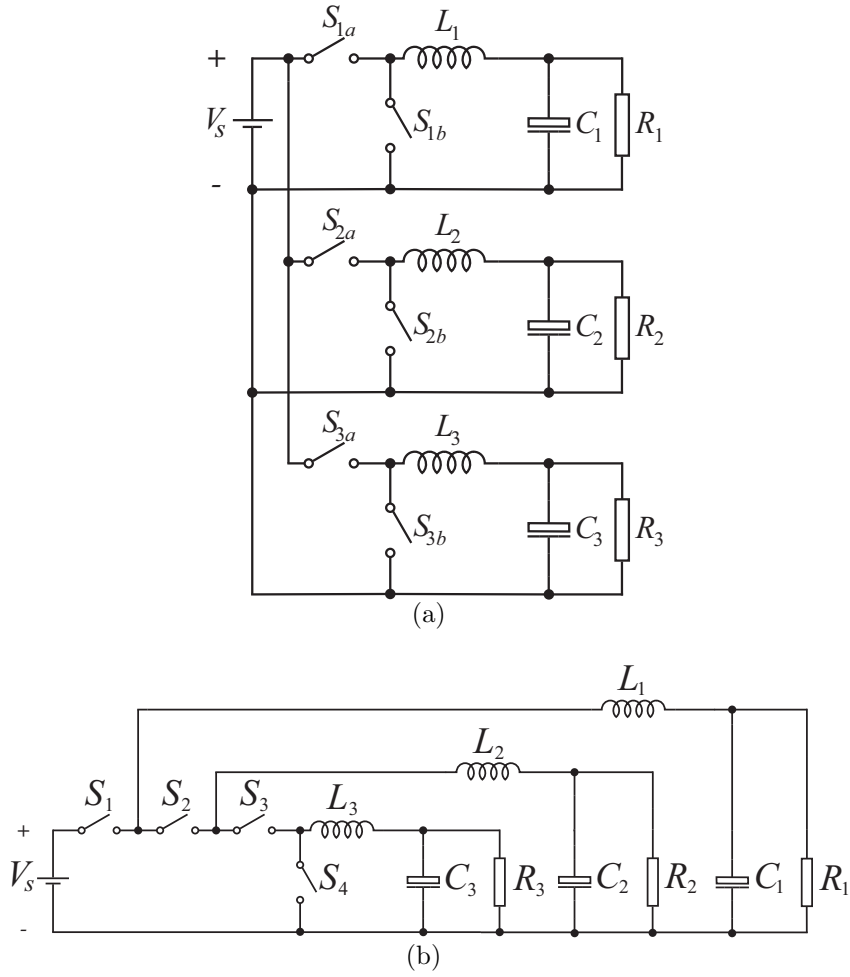 S₁ₐ
L₁
+
Vₛ
S₁b
C₁
R₁
-
S₂ₐ
L₂
S₂b
C₂
R₂
S₃ₐ
L₃
S₃b
C₃
R₃
(a)
L₁
L₂
S₁
S₂
S₃
L₃
+
Vₛ
S₄
C₃
R₃
C₂
R₂
C₁
R₁
-
(b)